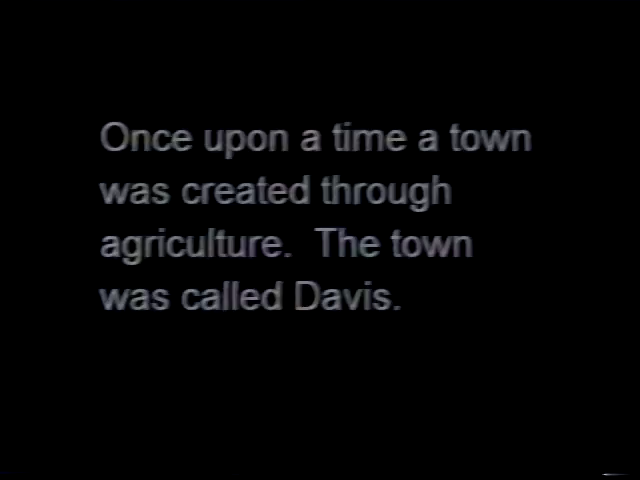 Once upon a time a town
was created through
agriculture.  The town
was called Davis.